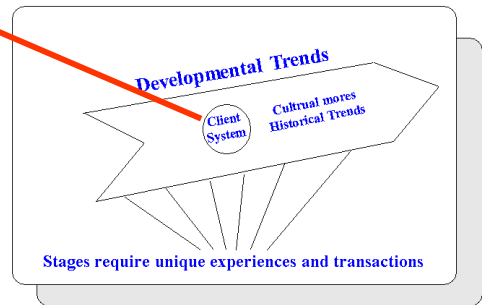 Developmental Trends
Client
System
Cultrual mores
Historical Trends
Stages require unique experiences and transactions